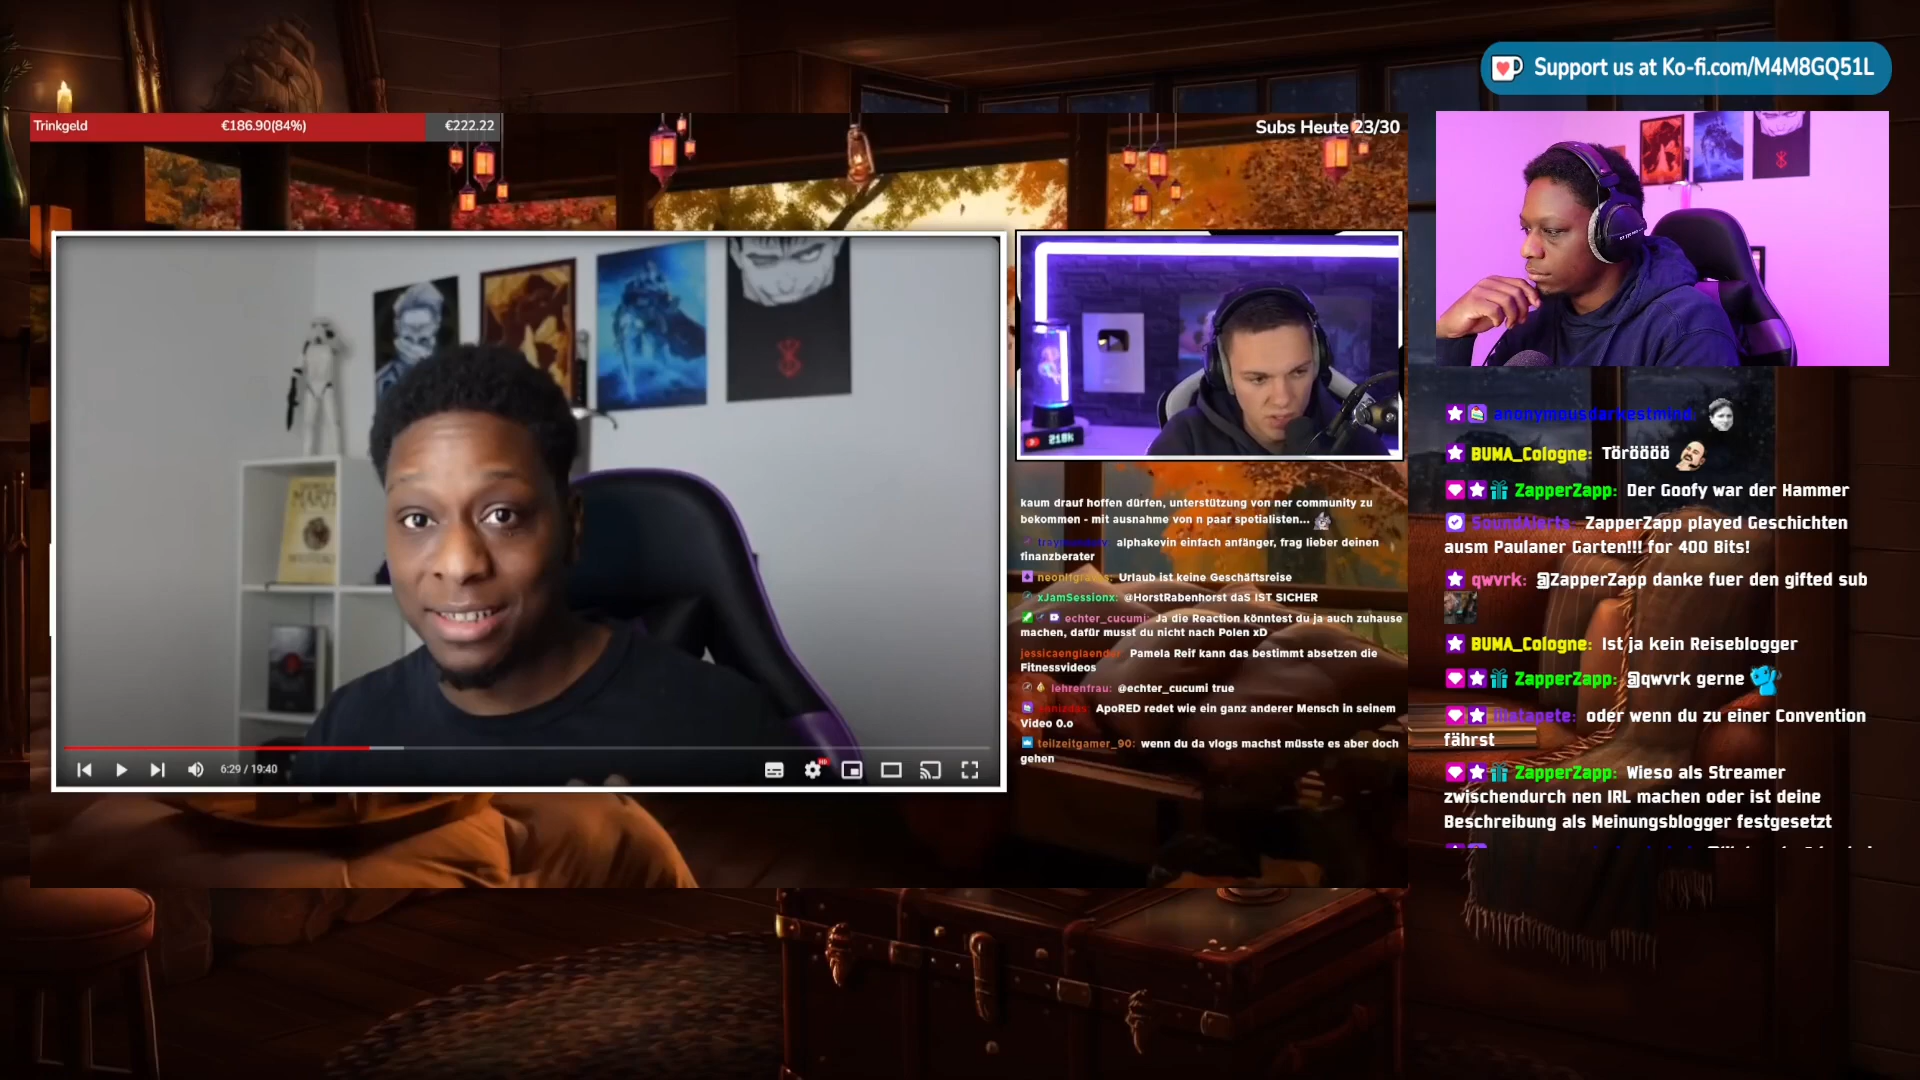 Support us at Ko-fi.com/M4M8GQ51L
Trinkgeld €186.90(84%) €222.22
Subs Heute 23/30
218K
6:29 / 19:40
kaum drauf hoffen dürfen, unterstützung von ner community zu
bekommen - mit ausnahme von n paar spetialisten...
alphakevin einfach anfänger, frag lieber deinen
finanzberater
Urlaub ist keine Geschäftsreise
xJamSessionx: @HorstRabenhorst daS IST SICHER
echter_cucumi: Ja die Reaction könntest du ja auch zuhause
machen, dafür musst du nicht nach Polen xD
jessicaenglaender: Pamela Reif kann das bestimmt absetzen die
Fitnessvideos
lehrenfrau: @echter_cucumi true
ApoRED redet wie ein ganz anderer Mensch in seinem
Video 0.o
teilzeitgamer_90: wenn du da vlogs machst müsste es aber doch
gehen
anonymousdarkestmind:
BUMA_Cologne: Töröööö
ZapperZapp: Der Goofy war der Hammer
SoundAlerts: ZapperZapp played Geschichten
ausm Paulaner Garten!!! for 400 Bits!
qwvrk: @ZapperZapp danke fuer den gifted sub
BUMA_Cologne: Ist ja kein Reiseblogger
ZapperZapp: @qwvrk gerne
matapete: oder wenn du zu einer Convention
fährst
ZapperZapp: Wieso als Streamer
zwischendurch nen IRL machen oder ist deine
Beschreibung als Meinungsblogger festgesetzt